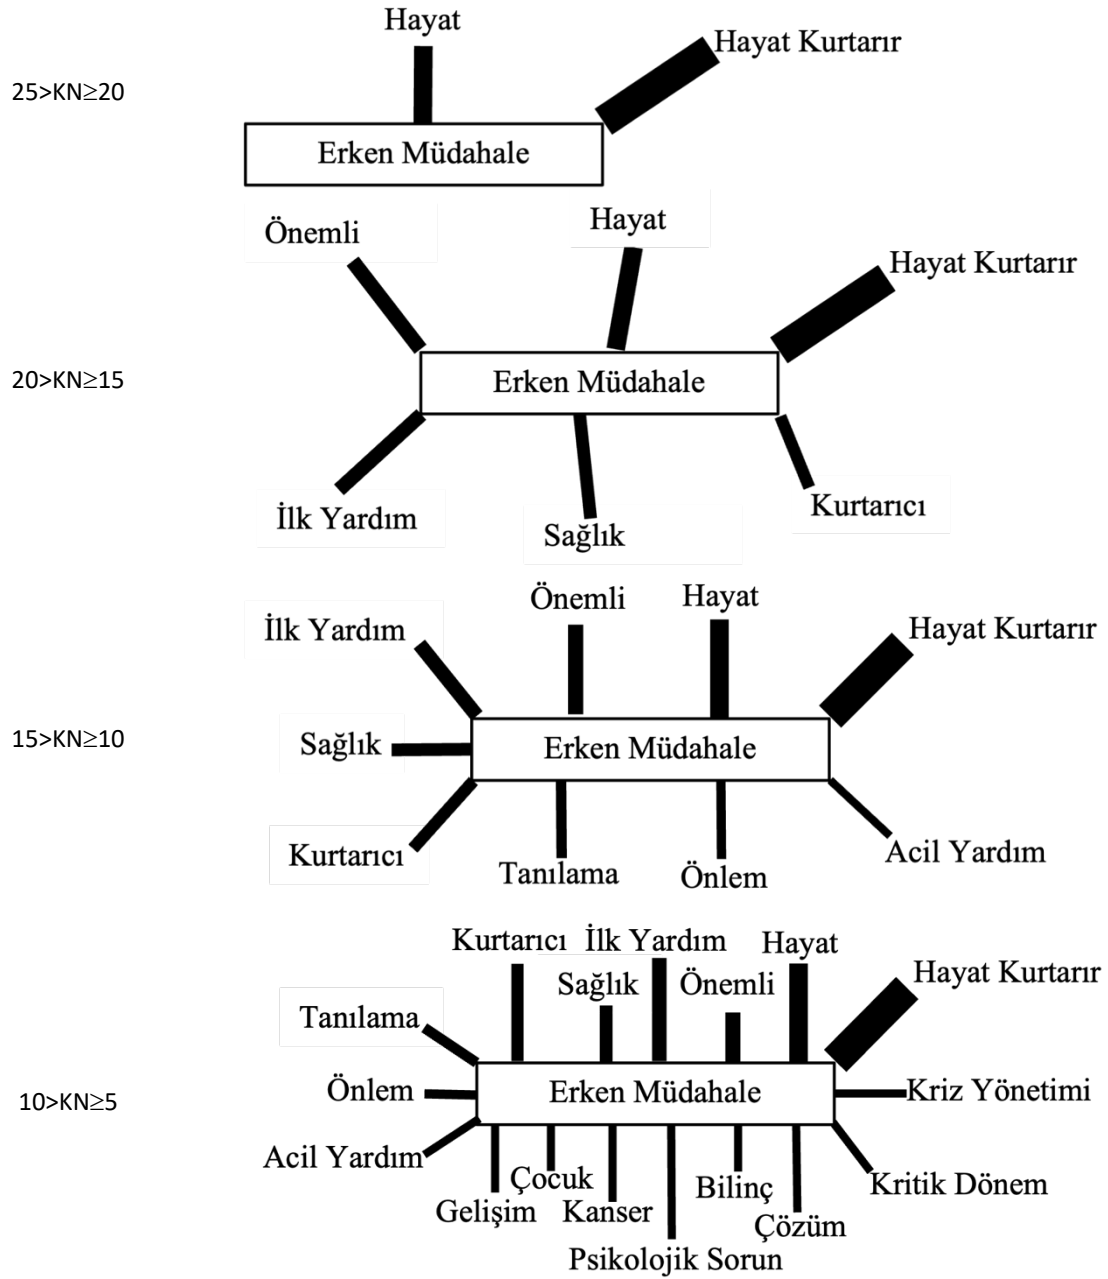 Hayat
Hayat Kurtarır
25>KN≥20
Erken Müdahale
Önemli
Hayat
Hayat Kurtarır
20>KN≥15
Erken Müdahale
İlk Yardım
Sağlık
Kurtarıcı
İlk Yardım
Önemli
Hayat
Hayat Kurtarır
15>KN≥10
Sağlık
Erken Müdahale
Kurtarıcı
Tanılama
Önlem
Acil Yardım
Kurtarıcı
İlk Yardım
Hayat
Hayat Kurtarır
Sağlık
Önemli
Tanılama
10>KN≥5
Önlem
Erken Müdahale
Kriz Yönetimi
Acil Yardım
Gelişim
Çocuk
Kanser
Psikolojik Sorun
Bilinç
Çözüm
Kritik Dönem